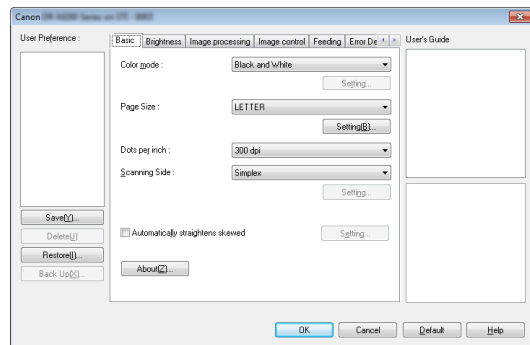 Canon
User Preference :
Basic Brightness Image processing Image control Feeding Error De
User's Guide
Color mode : Black and White
Setting...
Page Size : LETTER
Setting(B)...
Dots per inch : 300 dpi
Scanning Side : Simplex
Setting...
Save(Y)...
Automatically straightens skewed Setting...
Delete(J)
Restore(I)...
About(Z)...
Back Up(X)...
OK Cancel Default Help